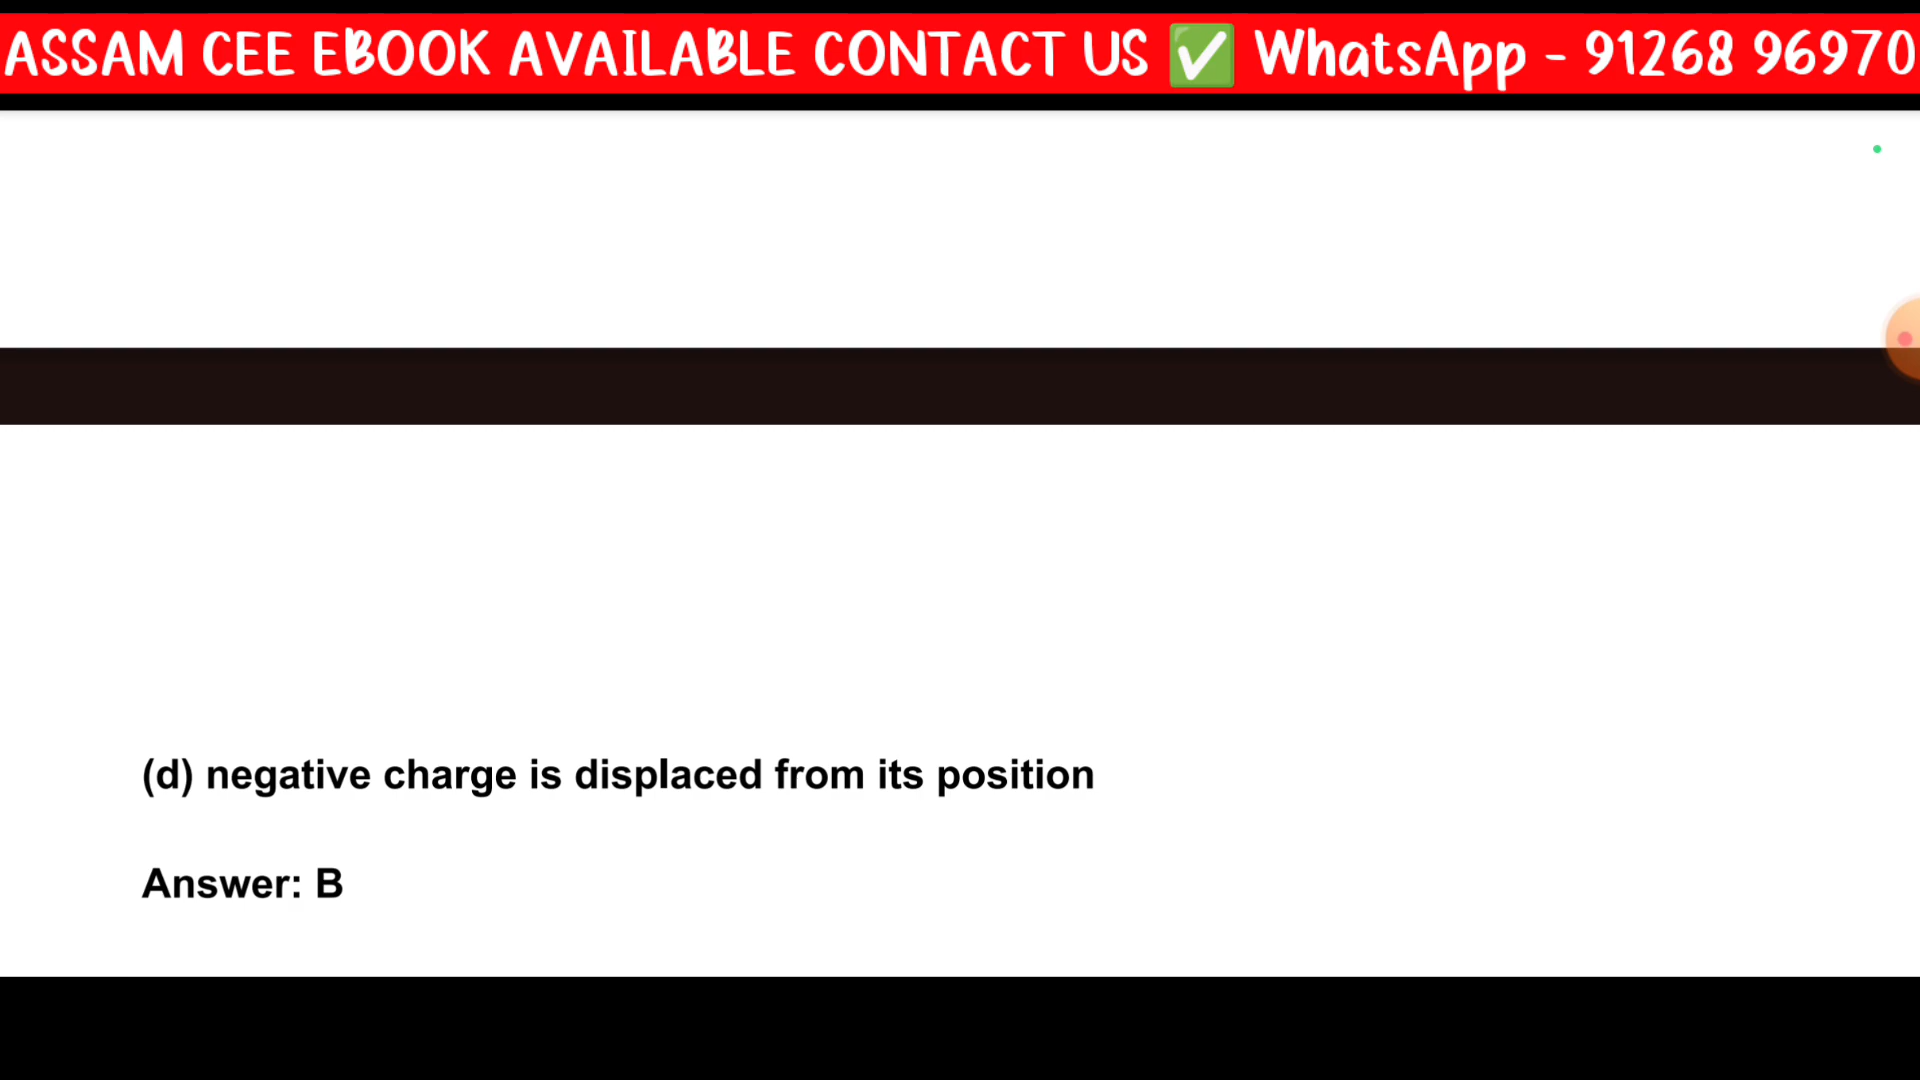 ASSAM CEE EBOOK AVAILABLE CONTACT US ✅ WhatsApp - 91268 96970
(d) negative charge is displaced from its position
Answer: B